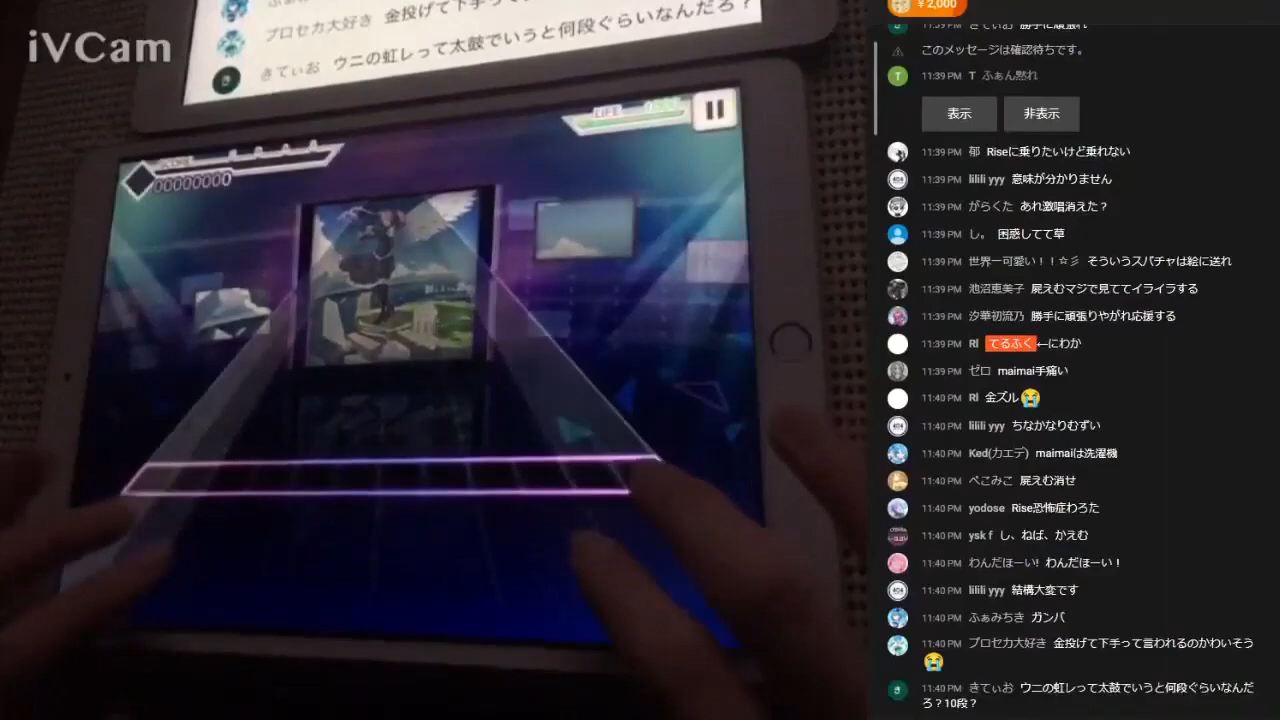 iVCam
プロセカ大好き 金投げて下手って
きてぃお ウニの虹レって太鼓でいうと何段ぐらいなんだろ?
LIFE
SCORE
00000000
¥2,000
11:39 PM きてぃお 勝手に頑張れ
このメッセージは確認待ちです。
11:39 PM T ふぁん黙れ
表示 非表示
11:39 PM 郁 Riseに乗りたいけど乗れない
11:39 PM lilili yyy 意味が分かりません
11:39 PM がらくた あれ激唱消えた?
11:39 PM し。 困惑してて草
11:39 PM 世界一可愛い!!☆彡 そういうスパチャは絵に送れ
11:39 PM 池沼恵美子 屍えむマジで見ててイライラする
11:39 PM 汐華初流乃 勝手に頑張りやがれ応援する
11:39 PM Rl てるふく←にわか
11:39 PM ゼロ maimai手痛い
11:40 PM Rl 金ズル😭
11:40 PM lilili yyy ちなかなりむずい
11:40 PM Ked(カエデ) maimaiは洗濯機
11:40 PM ぺこみこ 屍えむ消せ
11:40 PM yodose Rise恐怖症わろた
11:40 PM ysk f し、ねば、かえむ
11:40 PM わんだほーい! わんだほーい!
11:40 PM lilili yyy 結構大変です
11:40 PM ふぁみちき ガンバ
11:40 PM プロセカ大好き 金投げて下手って言われるのかわいそう
😭
11:40 PM きてぃお ウニの虹レって太鼓でいうと何段ぐらいなんだ
ろ?10段?